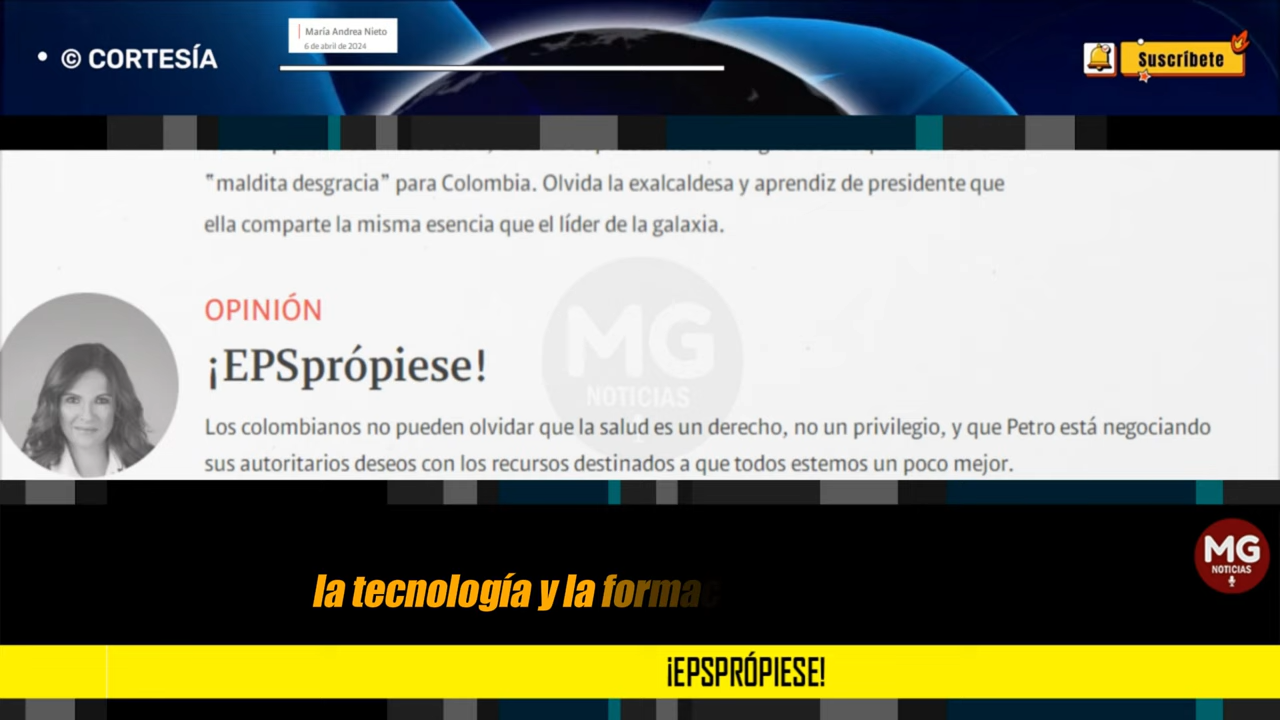 María Andrea Nieto
6 de abril de 2024
• © CORTESÍA
Suscríbete
"maldita desgracia" para Colombia. Olvida la exalcaldesa y aprendiz de presidente que
ella comparte la misma esencia que el líder de la galaxia.
OPINIÓN
¡EPSprópiese!
MG
NOTICIAS
Los colombianos no pueden olvidar que la salud es un derecho, no un privilegio, y que Petro está negociando
sus autoritarios deseos con los recursos destinados a que todos estemos un poco mejor.
MG
NOTICIAS
la tecnología y la formac
¡EPSPRÓPIESE!